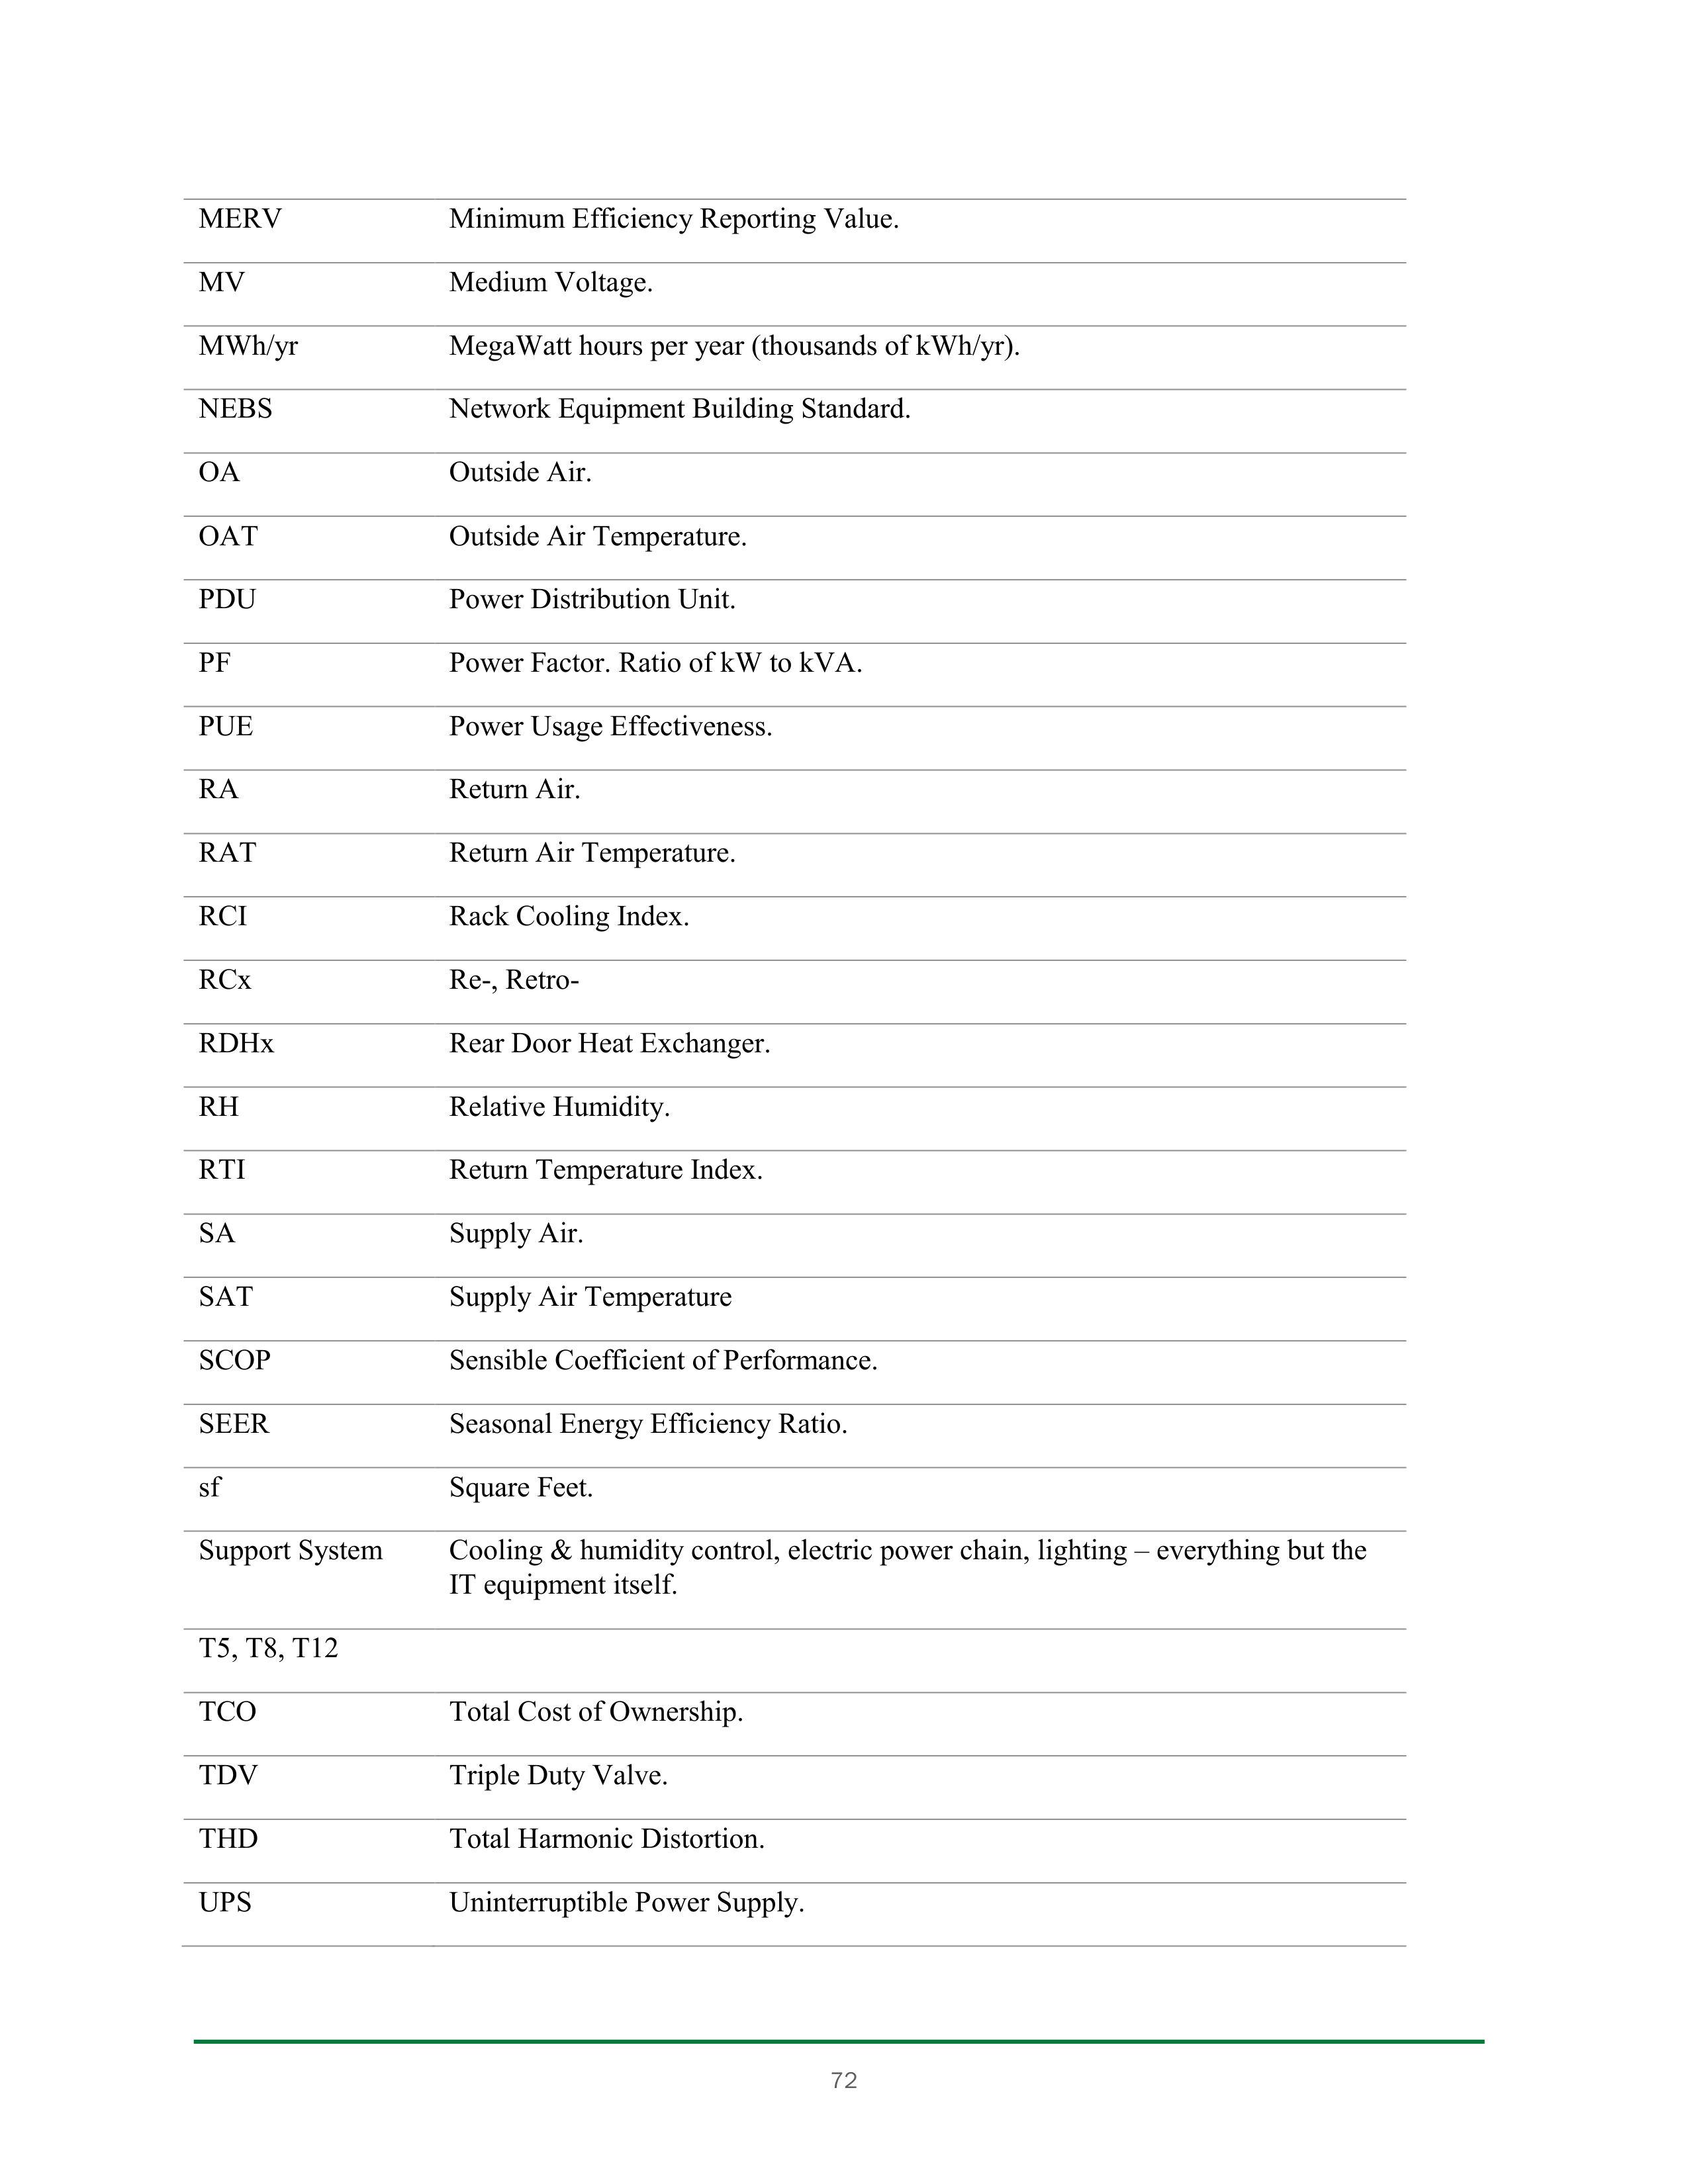 MERV Minimum Efficiency Reporting Value.
MV Medium Voltage.
MWh/yr MegaWatt hours per year (thousands of kWh/yr).
NEBS Network Equipment Building Standard.
OA Outside Air.
OAT Outside Air Temperature.
PDU Power Distribution Unit.
PF Power Factor. Ratio of kW to kVA.
PUE Power Usage Effectiveness.
RA Return Air.
RAT Return Air Temperature.
RCI Rack Cooling Index.
RCx Re-, Retro-
RDHx Rear Door Heat Exchanger.
RH Relative Humidity.
RTI Return Temperature Index.
SA Supply Air.
SAT Supply Air Temperature
SCOP Sensible Coefficient of Performance.
SEER Seasonal Energy Efficiency Ratio.
sf Square Feet.
Support System Cooling & humidity control, electric power chain, lighting – everything but the
IT equipment itself.
T5, T8, T12
TCO Total Cost of Ownership.
TDV Triple Duty Valve.
THD Total Harmonic Distortion.
UPS Uninterruptible Power Supply.
72